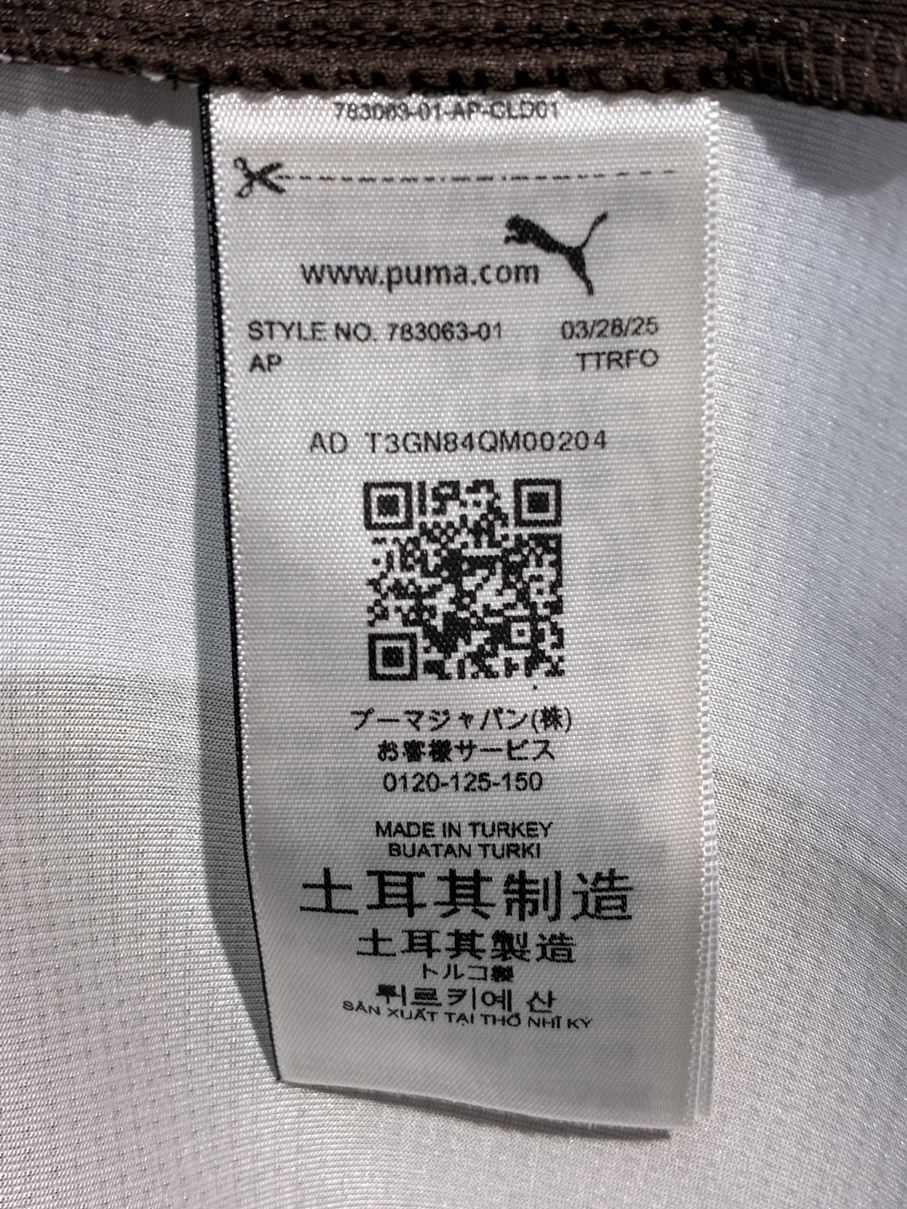 783063-01-AP-GLD01
www.puma.com
STYLE NO. 783063-01 03/28/25
AP TTRFO
AD T3GN84QM00204
プーマジャパン(株)
お客様サービス
0120-125-150
MADE IN TURKEY
BUATAN TURKI
土耳其制造
土耳其製造
トルコ製
튀르키예 산
SẢN XUẤT TẠI THỔ NHĨ KỲ